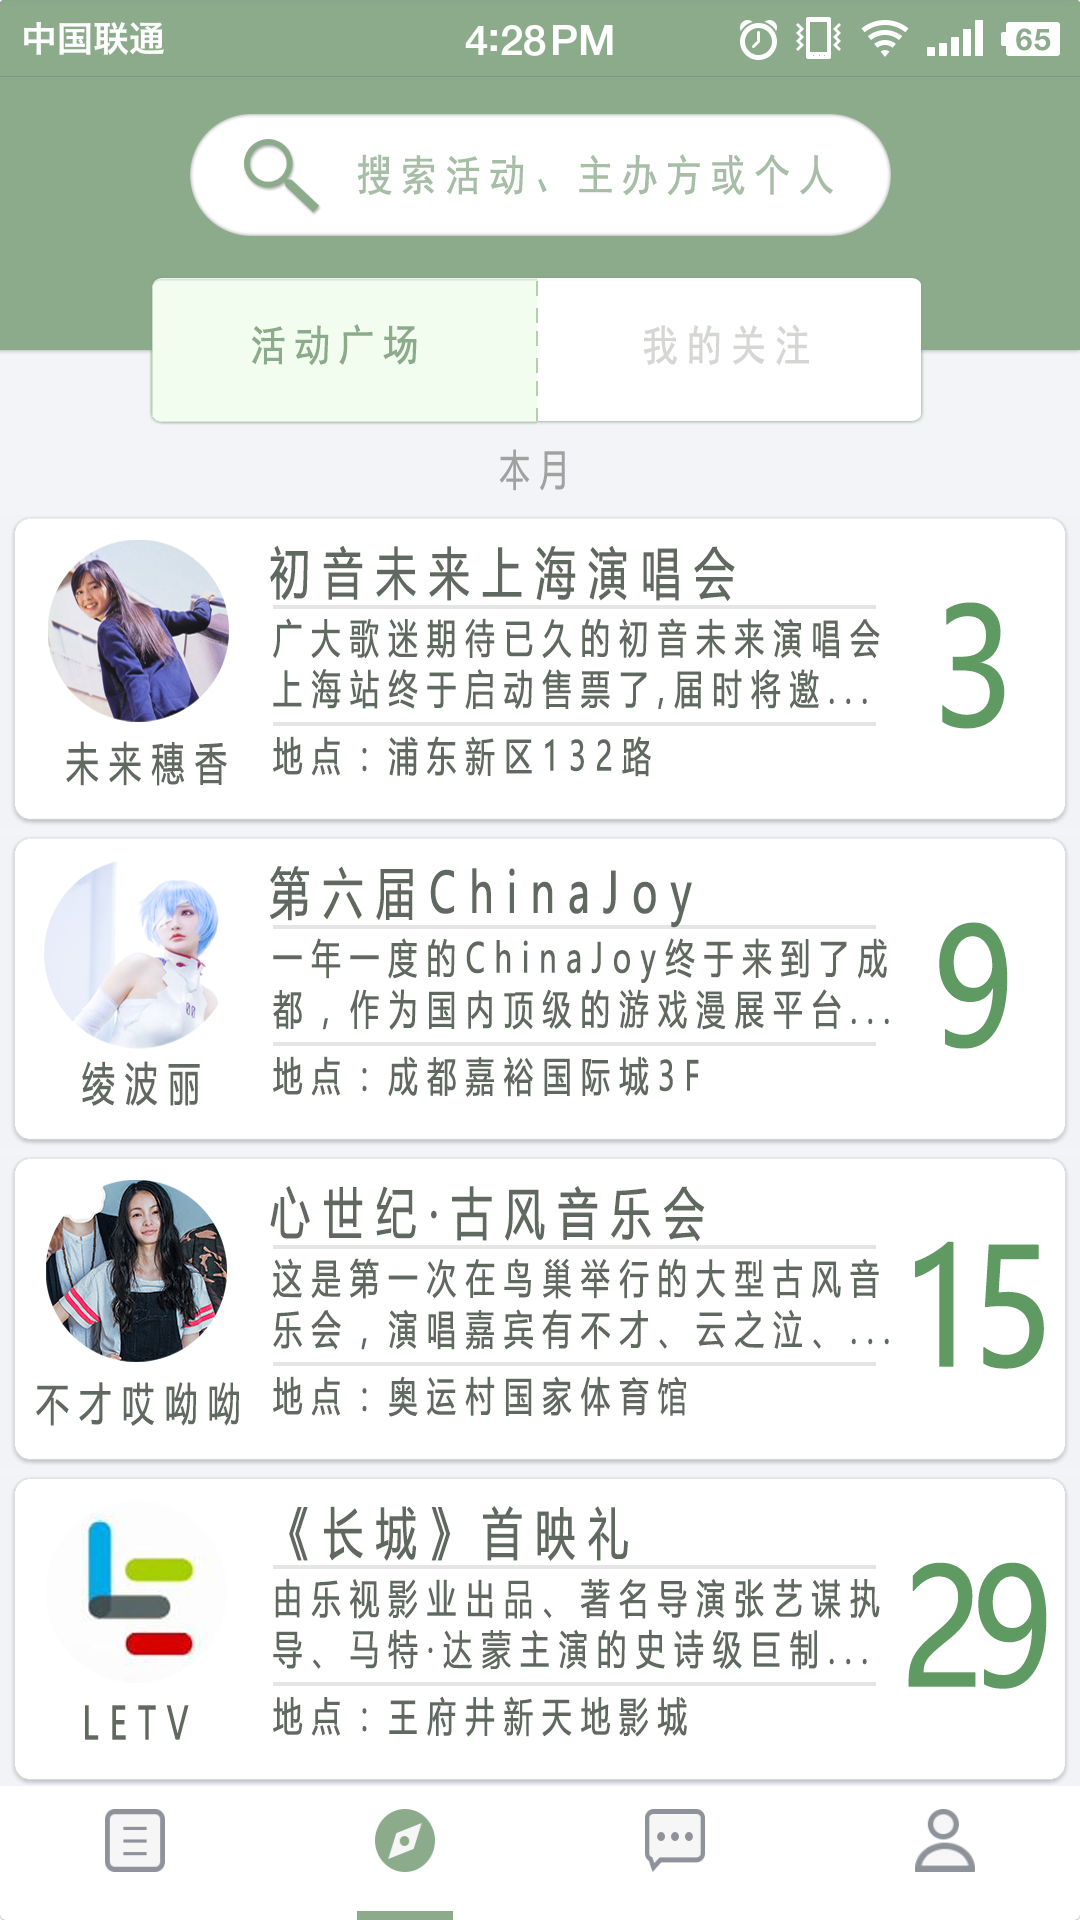 中国联通
4:28PM
65
搜索活动、主办方或个人
活动广场
我的关注
本月
初音未来上海演唱会
广大歌迷期待已久的初音未来演唱会
上海站终于启动售票了,届时将邀...
地点：浦东新区132路
未来穗香
3
第六届ChinaJoy
一年一度的ChinaJoy终于来到了成
都，作为国内顶级的游戏漫展平台...
地点：成都嘉裕国际城3F
绫波丽
9
心世纪·古风音乐会
这是第一次在鸟巢举行的大型古风音
乐会，演唱嘉宾有不才、云之泣、...
地点：奥运村国家体育馆
不才哎呦呦
15
《长城》首映礼
由乐视影业出品、著名导演张艺谋执
导、马特·达蒙主演的史诗级巨制...
地点：王府井新天地影城
LETV
29